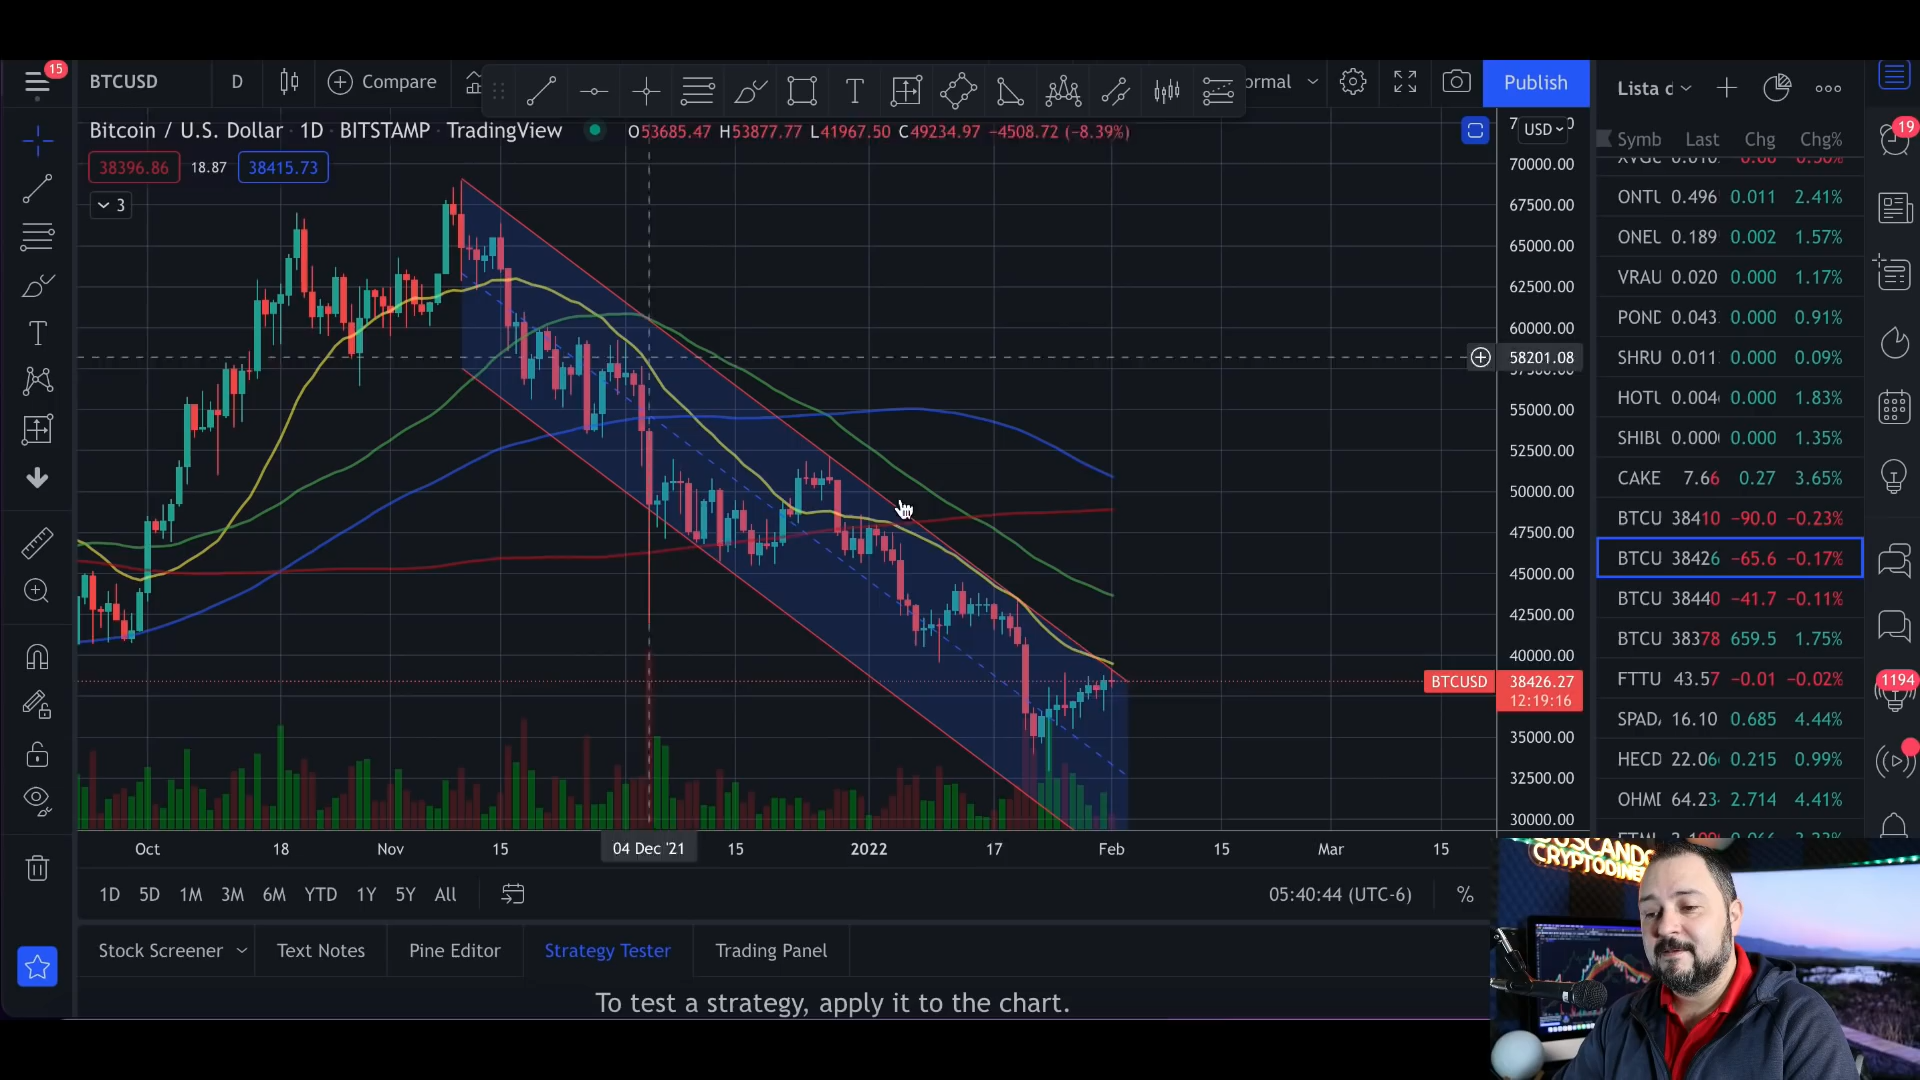 15
BTCUSD D Compare ormal Publish Lista d
Bitcoin / U.S. Dollar · 1D · BITSTAMP · TradingView O53685.47 H53877.77 L41967.50 C49234.97 −4508.72 (−8.39%)
USD
38396.86 18.87 38415.73
3
70000.00
67500.00
65000.00
62500.00
60000.00
58201.08
55000.00
52500.00
50000.00
47500.00
45000.00
42500.00
40000.00
BTCUSD 38426.27
12:19:16
35000.00
32500.00
30000.00
Oct 18 Nov 15 04 Dec '21 15 2022 17 Feb 15 Mar 15
1D 5D 1M 3M 6M YTD 1Y 5Y All 05:40:44 (UTC-6) %
Stock Screener Text Notes Pine Editor Strategy Tester Trading Panel
To test a strategy, apply it to the chart.
Symb Last Chg Chg%
ONTU 0.496 0.011 2.41%
ONEU 0.189 0.002 1.57%
VRAU 0.020 0.000 1.17%
POND 0.043 0.000 0.91%
SHRU 0.011 0.000 0.09%
HOTU 0.004 0.000 1.83%
SHIBU 0.000 0.000 1.35%
CAKE 7.66 0.27 3.65%
BTCU 38410 −90.0 −0.23%
BTCU 38426 −65.6 −0.17%
BTCU 38440 −41.7 −0.11%
BTCU 38378 659.5 1.75%
FTTU 43.57 −0.01 −0.02%
SPAD 16.10 0.685 4.44%
HECD 22.06 0.215 0.99%
OHMD 64.23 2.714 4.41%
19
1194
CRYPTODINE